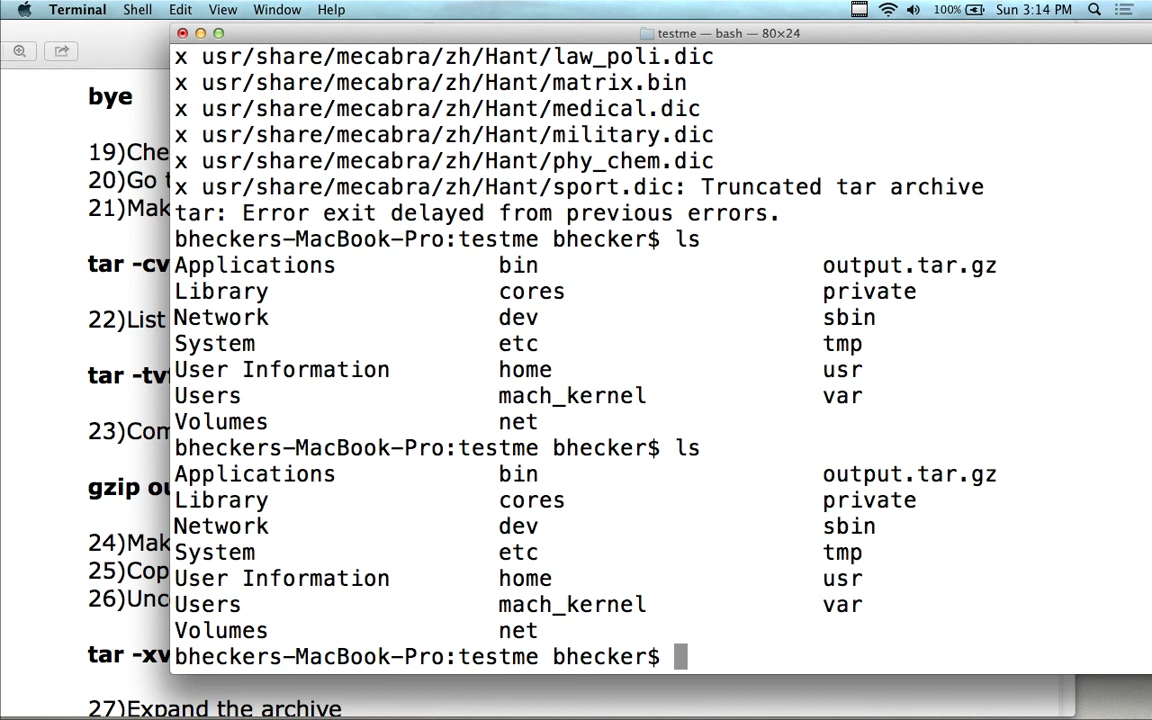 Terminal Shell Edit View Window Help 100% Sun 3:14 PM
testme — bash — 80×24
x usr/share/mecabra/zh/Hant/law_poli.dic
x usr/share/mecabra/zh/Hant/matrix.bin
x usr/share/mecabra/zh/Hant/medical.dic
x usr/share/mecabra/zh/Hant/military.dic
x usr/share/mecabra/zh/Hant/phy_chem.dic
x usr/share/mecabra/zh/Hant/sport.dic: Truncated tar archive
tar: Error exit delayed from previous errors.
bheckers-MacBook-Pro:testme bhecker$ ls
Applications bin output.tar.gz
Library cores private
Network dev sbin
System etc tmp
User Information home usr
Users mach_kernel var
Volumes net
bheckers-MacBook-Pro:testme bhecker$ ls
Applications bin output.tar.gz
Library cores private
Network dev sbin
System etc tmp
User Information home usr
Users mach_kernel var
Volumes net
bheckers-MacBook-Pro:testme bhecker$
bye
19)Che
20)Go
21)Mak
tar -cv
22)List
tar -tv
23)Com
gzip ou
24)Mak
25)Cop
26)Unc
tar -xv
27)Expand the archive